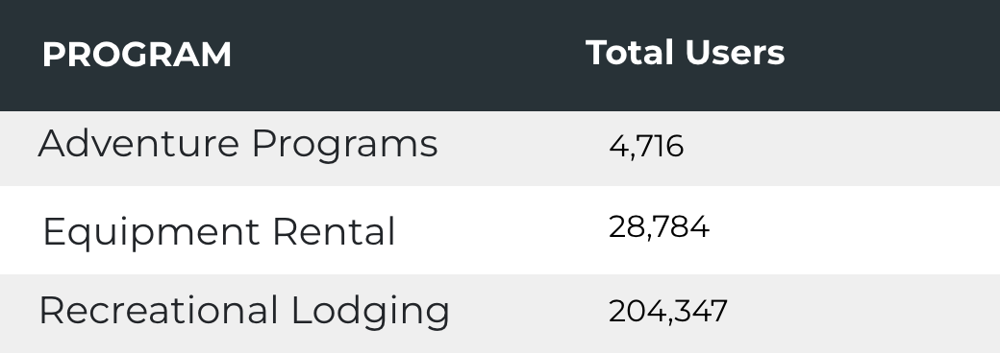 PROGRAM Total Users
Adventure Programs 4,716
Equipment Rental 28,784
Recreational Lodging 204,347